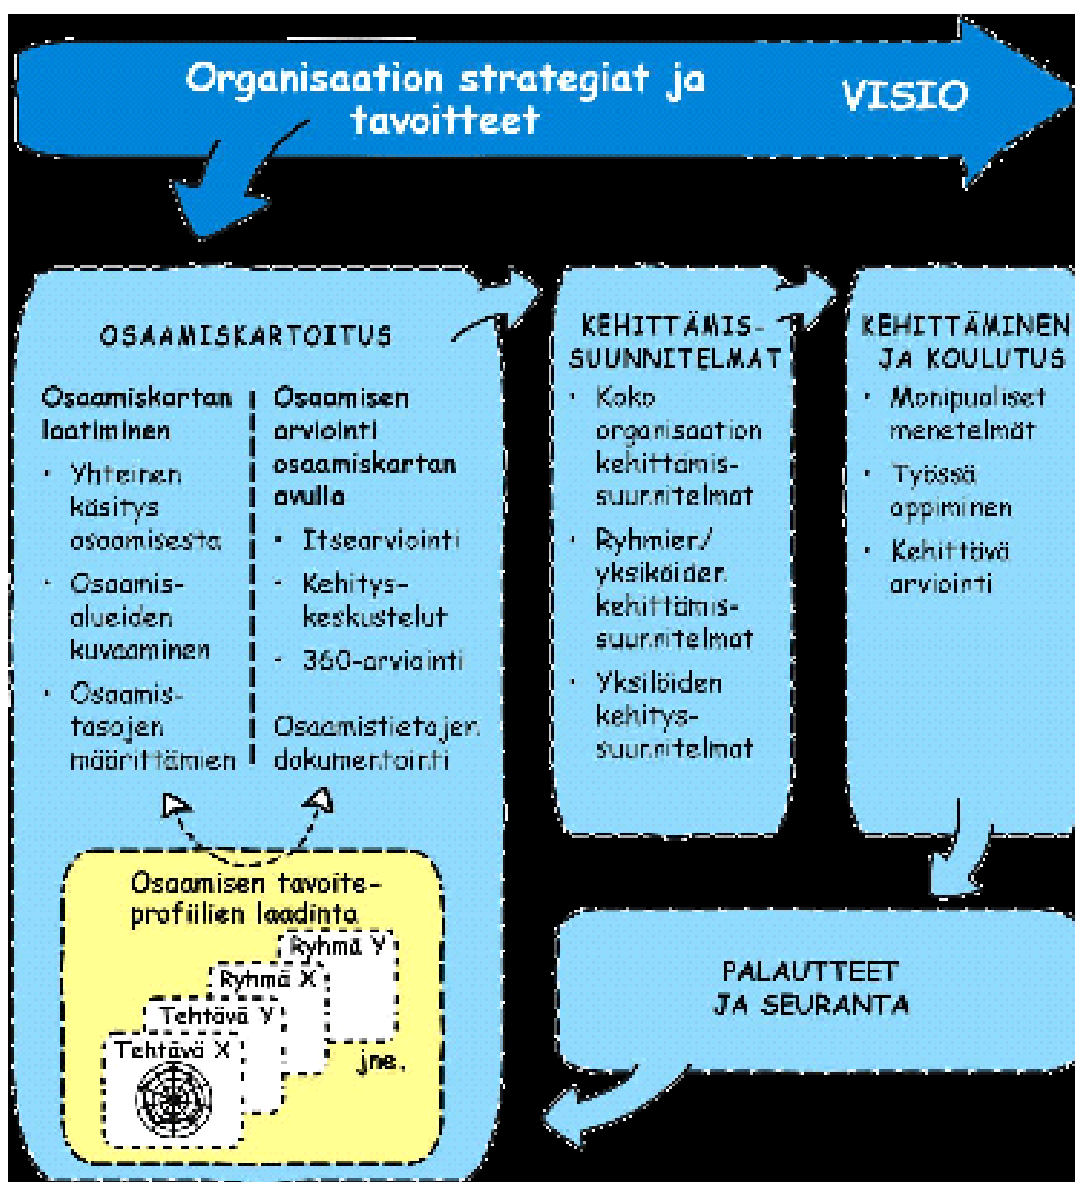 Organisaation strategiat ja
tavoitteet
VISIO
OSAAMISKARTOITUS
Osaamiskartan
laatiminen
· Yhteinen
käsitys
osaamisesta
· Osaamis-
alueiden
kuvaaminen
· Osaamis-
tasojen
määrittämien
Osaamisen
arviointi
osaamiskartan
avulla
· Itsearviointi
· Kehitys-
keskustelut
· 360-arviointi
Osaamistietojen
dokumentointi
Osaamisen tavoite-
profiilien laadinta
Ryhmä Y
Ryhmä X
Tehtävä Y
Tehtävä X
jne.
KEHITTÄMIS-
SUUNNITELMAT
· Koko
organisaation
kehittämis-
suunnitelmat
· Ryhmien/
yksiköiden
kehittämis-
suunnitelmat
· Yksilöiden
kehitys-
suunnitelmat
KEHITTÄMINEN
JA KOULUTUS
· Monipuoliset
menetelmät
· Työssä
oppiminen
· Kehittävä
arviointi
PALAUTTEET
JA SEURANTA